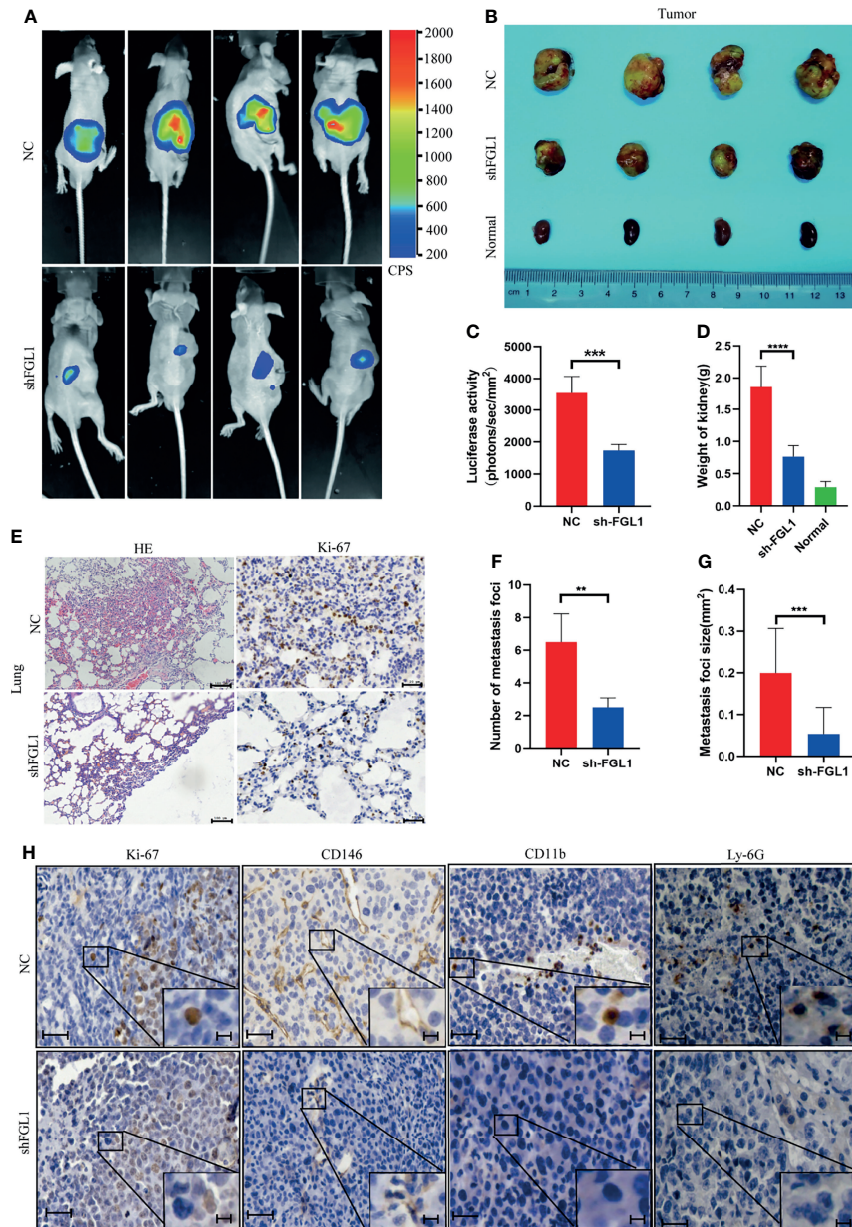 A
NC
shFGL1
2000
1800
1600
1400
1200
1000
800
600
400
200
CPS
B
Tumor
NC
shFGL1
Normal
cm 1 2 3 4 5 6 7 8 9 10 11 12 13
C
Luciferase activity
(photons/sec/mm²)
5000
4000
3000
2000
1000
0
***
NC sh-FGL1
D
Weight of kidney(g)
2.5
2.0
1.5
1.0
0.5
0.0
****
NC
sh-FGL1
Normal
E
HE Ki-67
Lung
NC
shFGL1
F
Number of metastasis foci
10
8
6
4
2
0
**
NC sh-FGL1
G
Metastasis foci size(mm²)
0.4
0.3
0.2
0.1
0.0
***
NC sh-FGL1
H
Ki-67 CD146 CD11b Ly-6G
NC
shFGL1